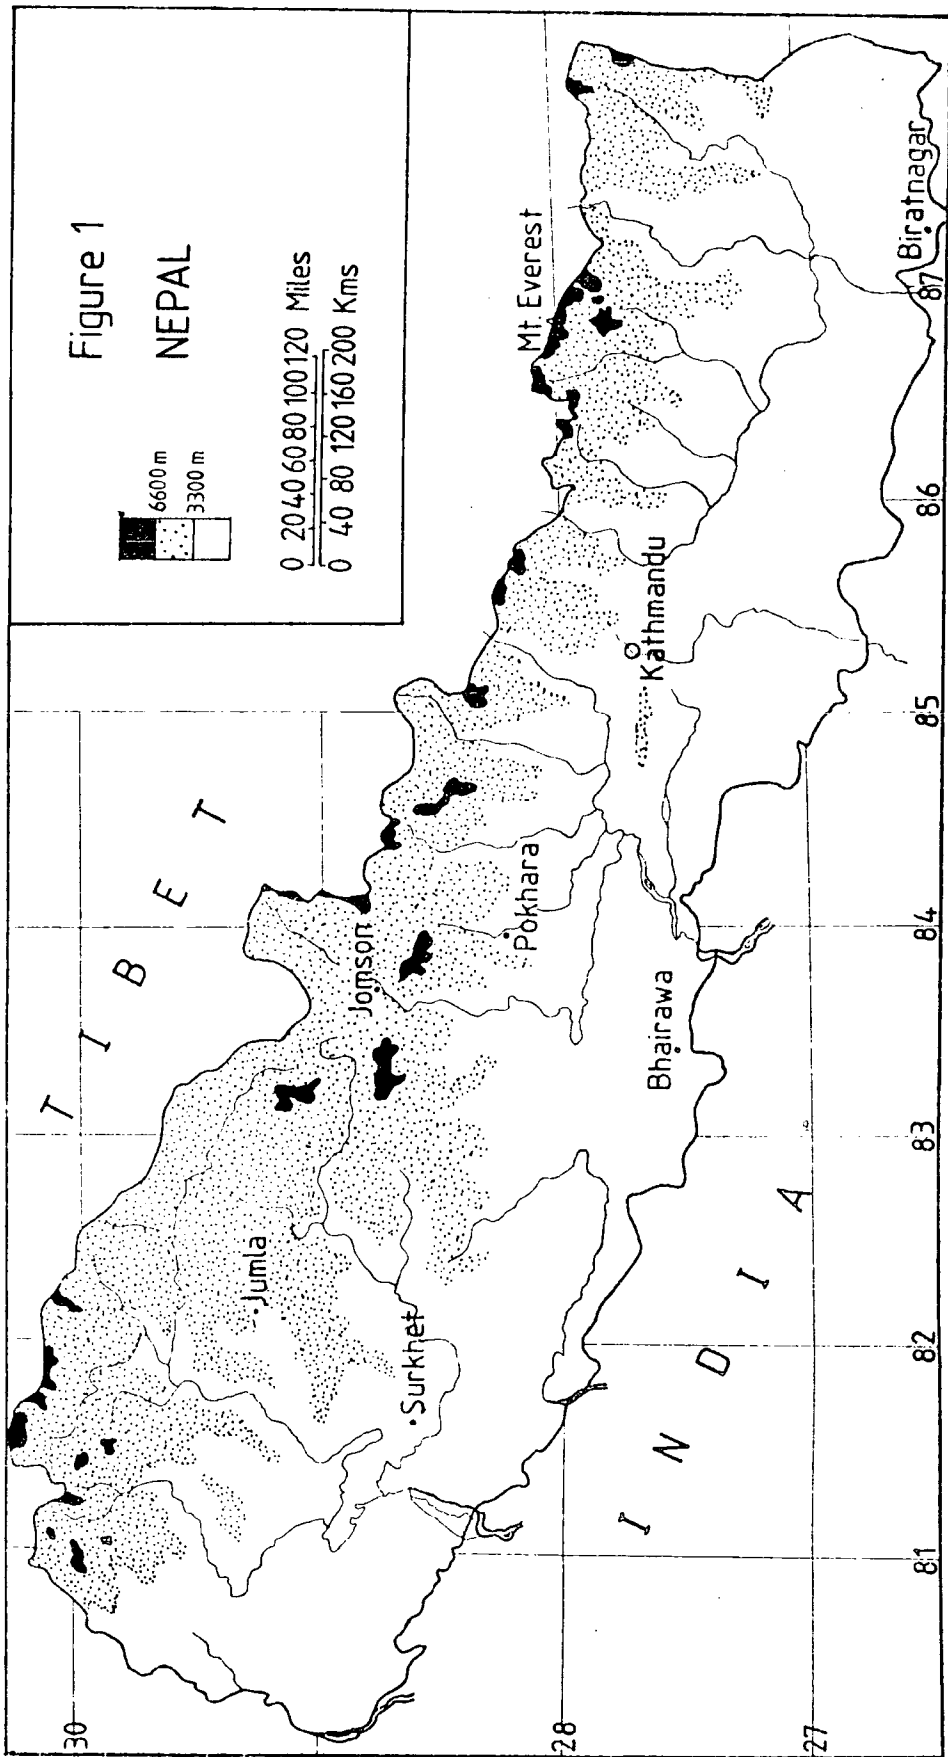 Figure 1
NEPAL
6600 m
3300 m
0 20 40 60 80 100 120 Miles
0 40 80 120 160 200 Kms
T I B E T
Mt. Everest
Jomson
Jumla
Pokhara
Surkhet
Kathmandu
Bhairawa
Biratnagar
I N D I A
30
28
27
81
82
83
84
85
86
87